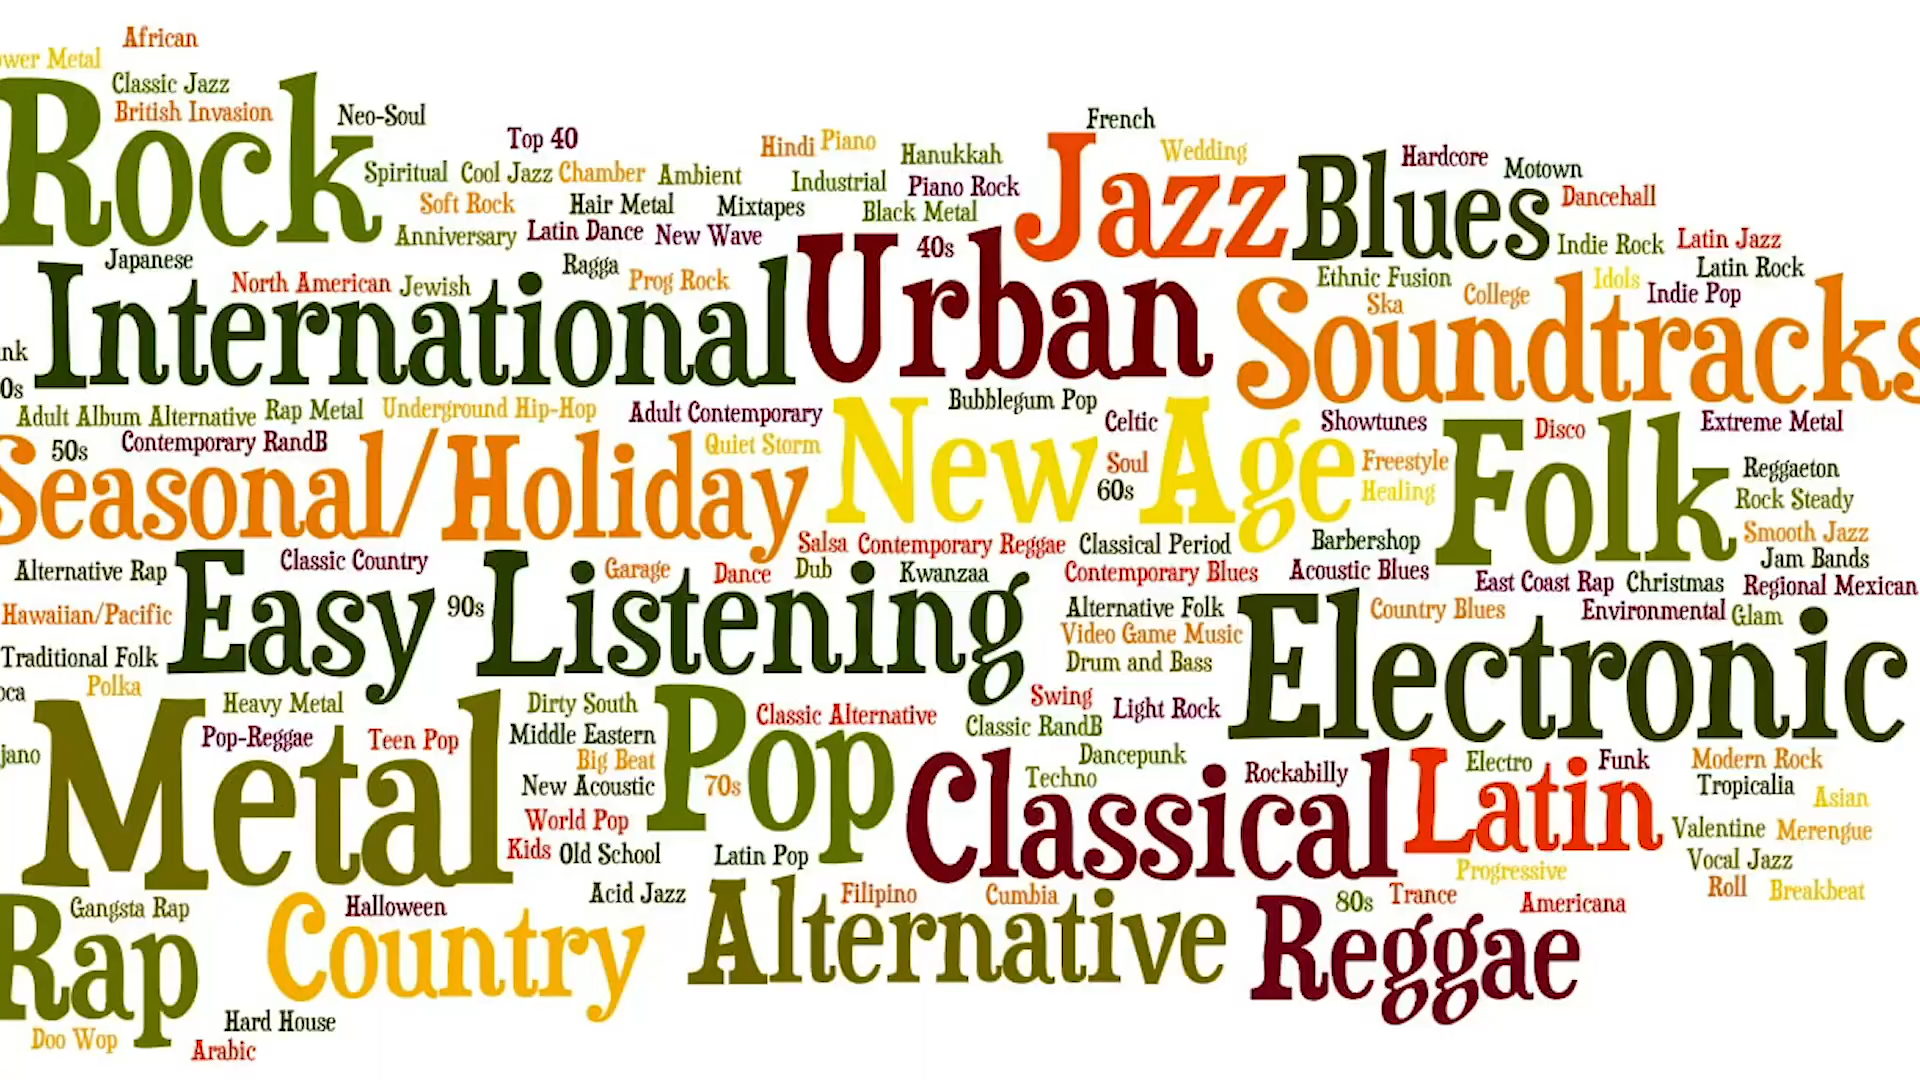 African
ower Metal
Classic Jazz
British Invasion
Rock
Neo-Soul
Top 40
Spiritual
Cool Jazz
Chamber
Ambient
Soft Rock
Hair Metal
Mixtapes
Anniversary
Latin Dance
New Wave
Hindi
Piano
Hanukkah
Industrial
Piano Rock
Black Metal
French
Jazz
Wedding
Blues
Hardcore
Motown
Dancehall
Indie Rock
Latin Jazz
Latin Rock
Japanese
North American
Jewish
Ragga
Prog Rock
International
Urban
40s
Ethnic Fusion
Ska
College
Idols
Indie Pop
Soundtracks
nk
0s
Adult Album Alternative
Rap Metal
Underground Hip-Hop
Adult Contemporary
Bubblegum Pop
Celtic
Showtunes
Disco
Extreme Metal
50s
Contemporary RandB
Quiet Storm
Seasonal/Holiday
New Age
Soul
60s
Freestyle
Healing
Folk
Reggaeton
Rock Steady
Smooth Jazz
Jam Bands
Salsa
Contemporary Reggae
Classical Period
Barbershop
Alternative Rap
Classic Country
Garage
Dance
Dub
Kwanzaa
Contemporary Blues
Acoustic Blues
East Coast Rap
Christmas
Regional Mexican
Hawaiian/Pacific
Easy Listening
90s
Alternative Folk
Video Game Music
Drum and Bass
Country Blues
Environmental
Glam
Electronic
Traditional Folk
oca
Polka
Heavy Metal
Dirty South
Swing
Light Rock
Pop-Reggae
Teen Pop
Middle Eastern
Classic Alternative
Classic RandB
jano
Metal
Big Beat
New Acoustic
Pop
70s
Dancepunk
Techno
Rockabilly
Classical
Latin
Electro
Funk
Modern Rock
Tropicalia
Asian
World Pop
Kids
Old School
Latin Pop
Valentine
Merengue
Vocal Jazz
Progressive
Roll
Breakbeat
Rap
Gangsta Rap
Halloween
Country
Acid Jazz
Alternative
Filipino
Cumbia
80s
Trance
Americana
Reggae
Hard House
Doo Wop
Arabic